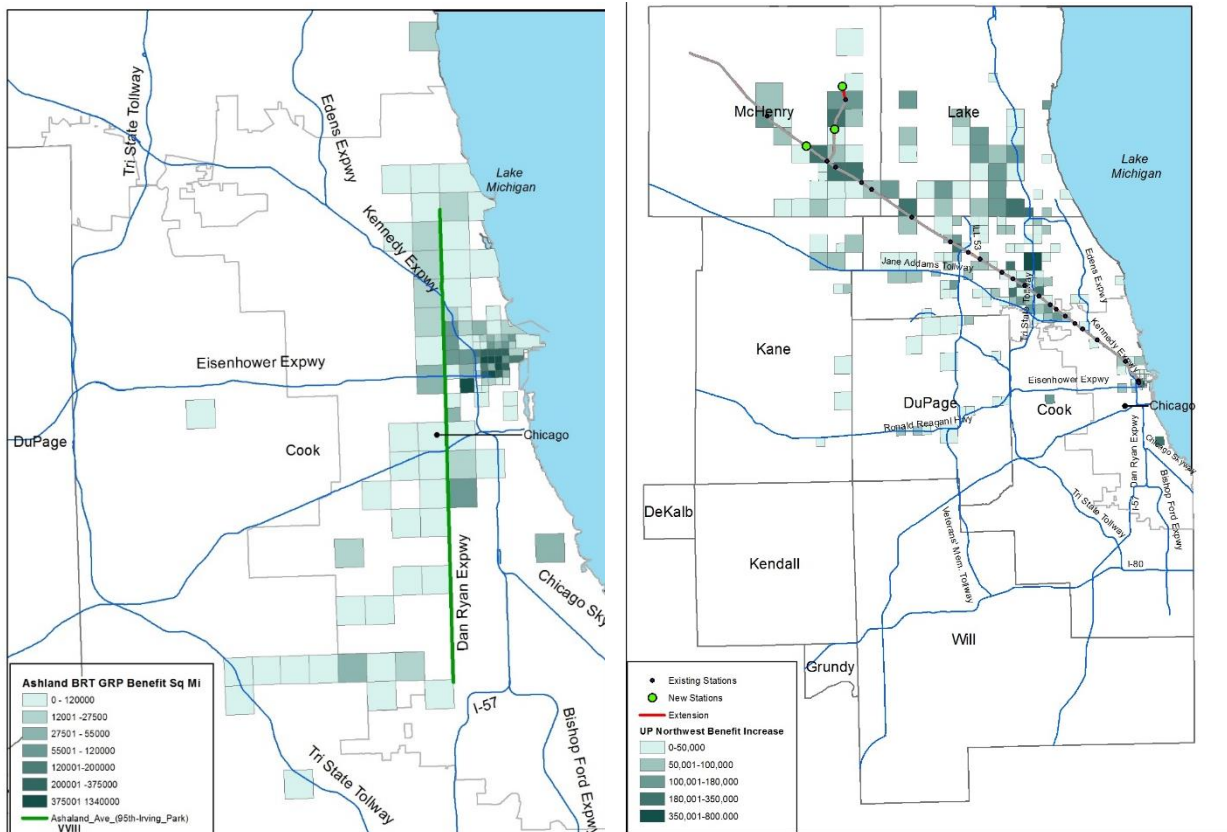 Tri State Tollway
Edens Expwy
Lake
Michigan
Kennedy Expwy
Eisenhower Expwy
DuPage
Cook
Chicago
Dan Ryan Expwy
Chicago Sky
I-57
Bishop Ford Expwy
Tri State Tollway
Ashland BRT GRP Benefit Sq Mi
0 - 120000
12001 -27500
27501 - 55000
55001 - 120000
120001-200000
200001 -375000
375001 1340000
Ashaland_Ave_(95th-Irving_Park)
McHenry
Lake
Lake
Michigan
ILL 53
Jane Addams Tollway
Tri State Tollway
Edens Expwy
Kennedy Expwy
Kane
Eisenhower Expwy
DuPage
Cook
Chicago
Ronald Reagani Hwy
Chicago Skyway
Dan Ryan Expwy
I-57
Bishop Ford Expwy
Tri State Tollway
DeKalb
Kendall
Veterans' Mem. Tollway
I-80
Will
Grundy
Existing Stations
New Stations
Extension
UP Northwest Benefit Increase
0-50,000
50,001-100,000
100,001-180,000
180,001-350,000
350,001-800.000